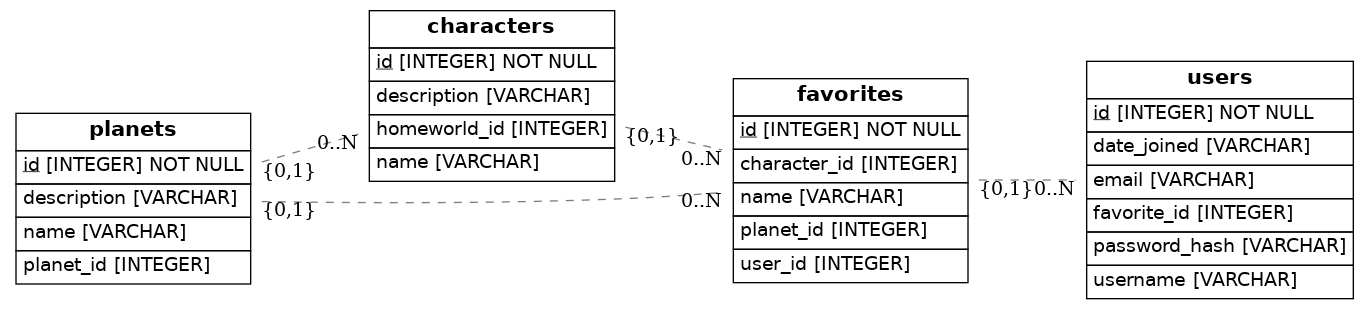 characters
id [INTEGER] NOT NULL
description [VARCHAR]
homeworld_id [INTEGER]
name [VARCHAR]
planets
id [INTEGER] NOT NULL
description [VARCHAR]
name [VARCHAR]
planet_id [INTEGER]
favorites
id [INTEGER] NOT NULL
character_id [INTEGER]
name [VARCHAR]
planet_id [INTEGER]
user_id [INTEGER]
users
id [INTEGER] NOT NULL
date_joined [VARCHAR]
email [VARCHAR]
favorite_id [INTEGER]
password_hash [VARCHAR]
username [VARCHAR]
0..N
{0,1}
{0,1}
0..N
{0,1}
0..N
{0,1}
0..N